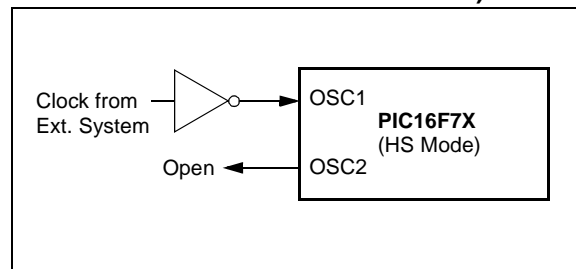 Clock from
Ext. System
OSC1
PIC16F7X
(HS Mode)
Open
OSC2